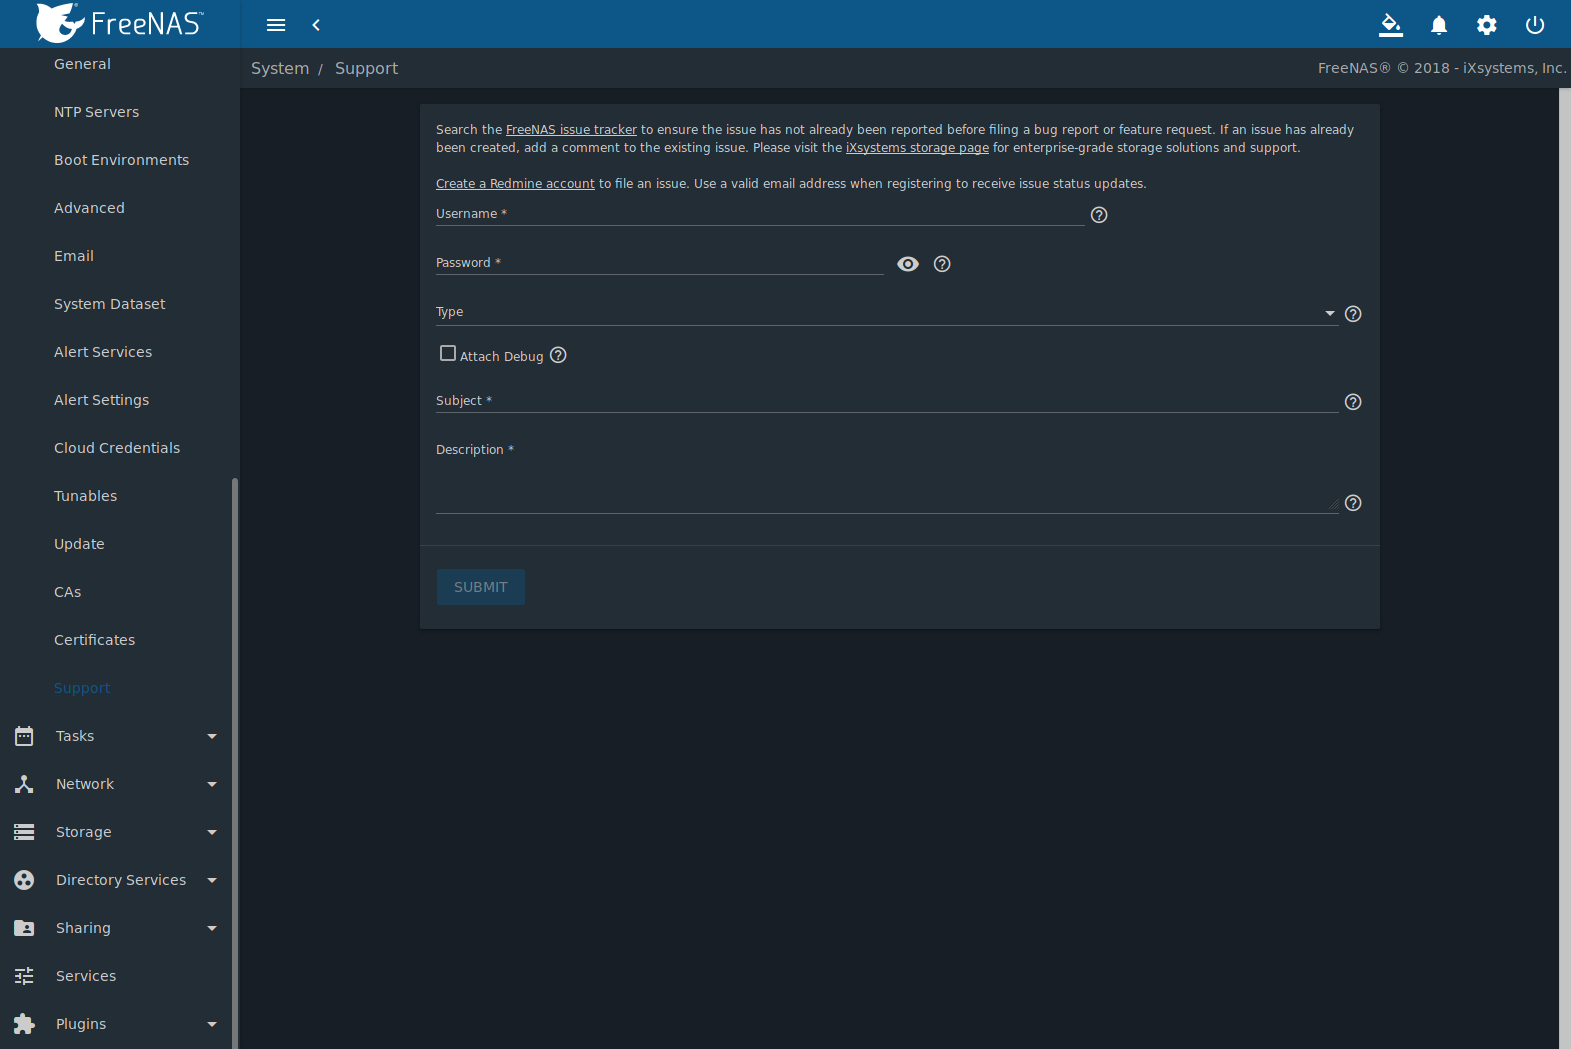 FreeNAS™
System / Support
FreeNAS® © 2018 - iXsystems, Inc.
General
NTP Servers
Boot Environments
Advanced
Email
System Dataset
Alert Services
Alert Settings
Cloud Credentials
Tunables
Update
CAs
Certificates
Support
Tasks
Network
Storage
Directory Services
Sharing
Services
Plugins
Search the FreeNAS issue tracker to ensure the issue has not already been reported before filing a bug report or feature request. If an issue has already
been created, add a comment to the existing issue. Please visit the iXsystems storage page for enterprise-grade storage solutions and support.
Create a Redmine account to file an issue. Use a valid email address when registering to receive issue status updates.
Username *
Password *
Type
Attach Debug
Subject *
Description *
SUBMIT